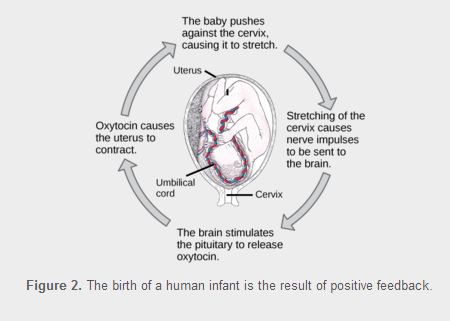 The baby pushes
against the cervix,
causing it to stretch.
Uterus
Stretching of the
cervix causes
nerve impulses
to be sent to
the brain.
Oxytocin causes
the uterus to
contract.
Umbilical
cord
Cervix
The brain stimulates
the pituitary to release
oxytocin.
Figure 2. The birth of a human infant is the result of positive feedback.